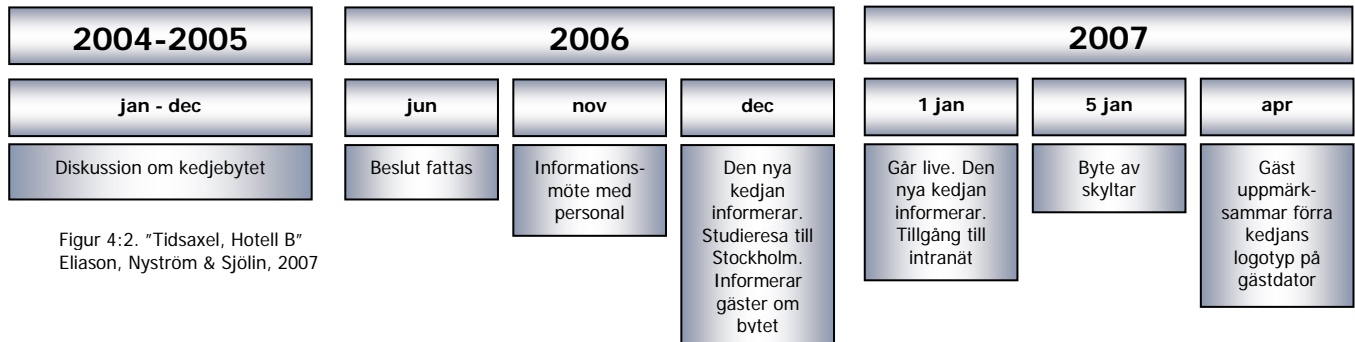 2004-2005
jan - dec
Diskussion om kedjebytet
2006
jun
Beslut fattas
nov
Informations-
möte med
personal
dec
Den nya
kedjan
informerar.
Studieresa till
Stockholm.
Informerar
gäster om
bytet
2007
1 jan
Går live. Den
nya kedjan
informerar.
Tillgång till
intranät
5 jan
Byte av
skyltar
apr
Gäst
uppmärk-
sammar förra
kedjans
logotyp på
gästdator
Figur 4:2. ”Tidsaxel, Hotell B”
Eliason, Nyström & Sjölin, 2007